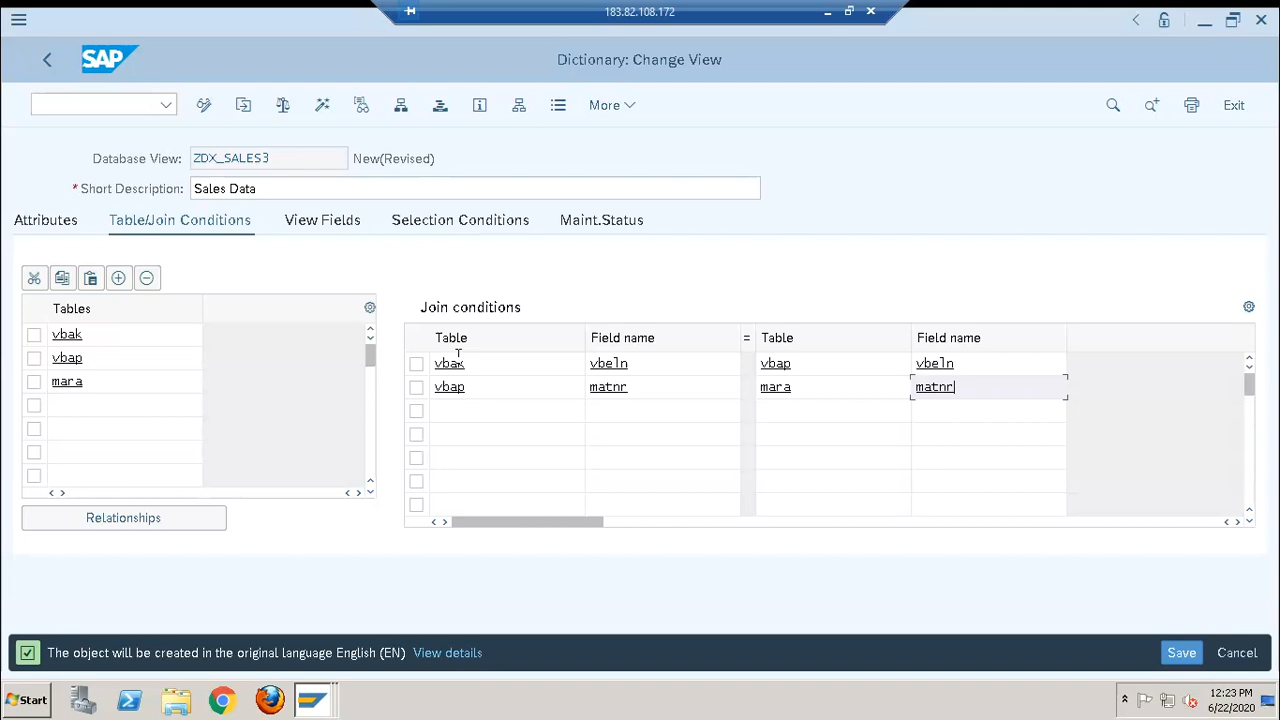 183.82.108.172
SAP
Dictionary: Change View
More
Exit
Database View: ZDX_SALES3 New(Revised)
* Short Description: Sales Data
Attributes Table/Join Conditions View Fields Selection Conditions Maint.Status
Tables
vbak
vbap
mara
Relationships
Join conditions
Table Field name = Table Field name
vbak vbeln vbap vbeln
vbap matnr mara matnr
The object will be created in the original language English (EN) View details Save Cancel
Start
12:23 PM
6/22/2020